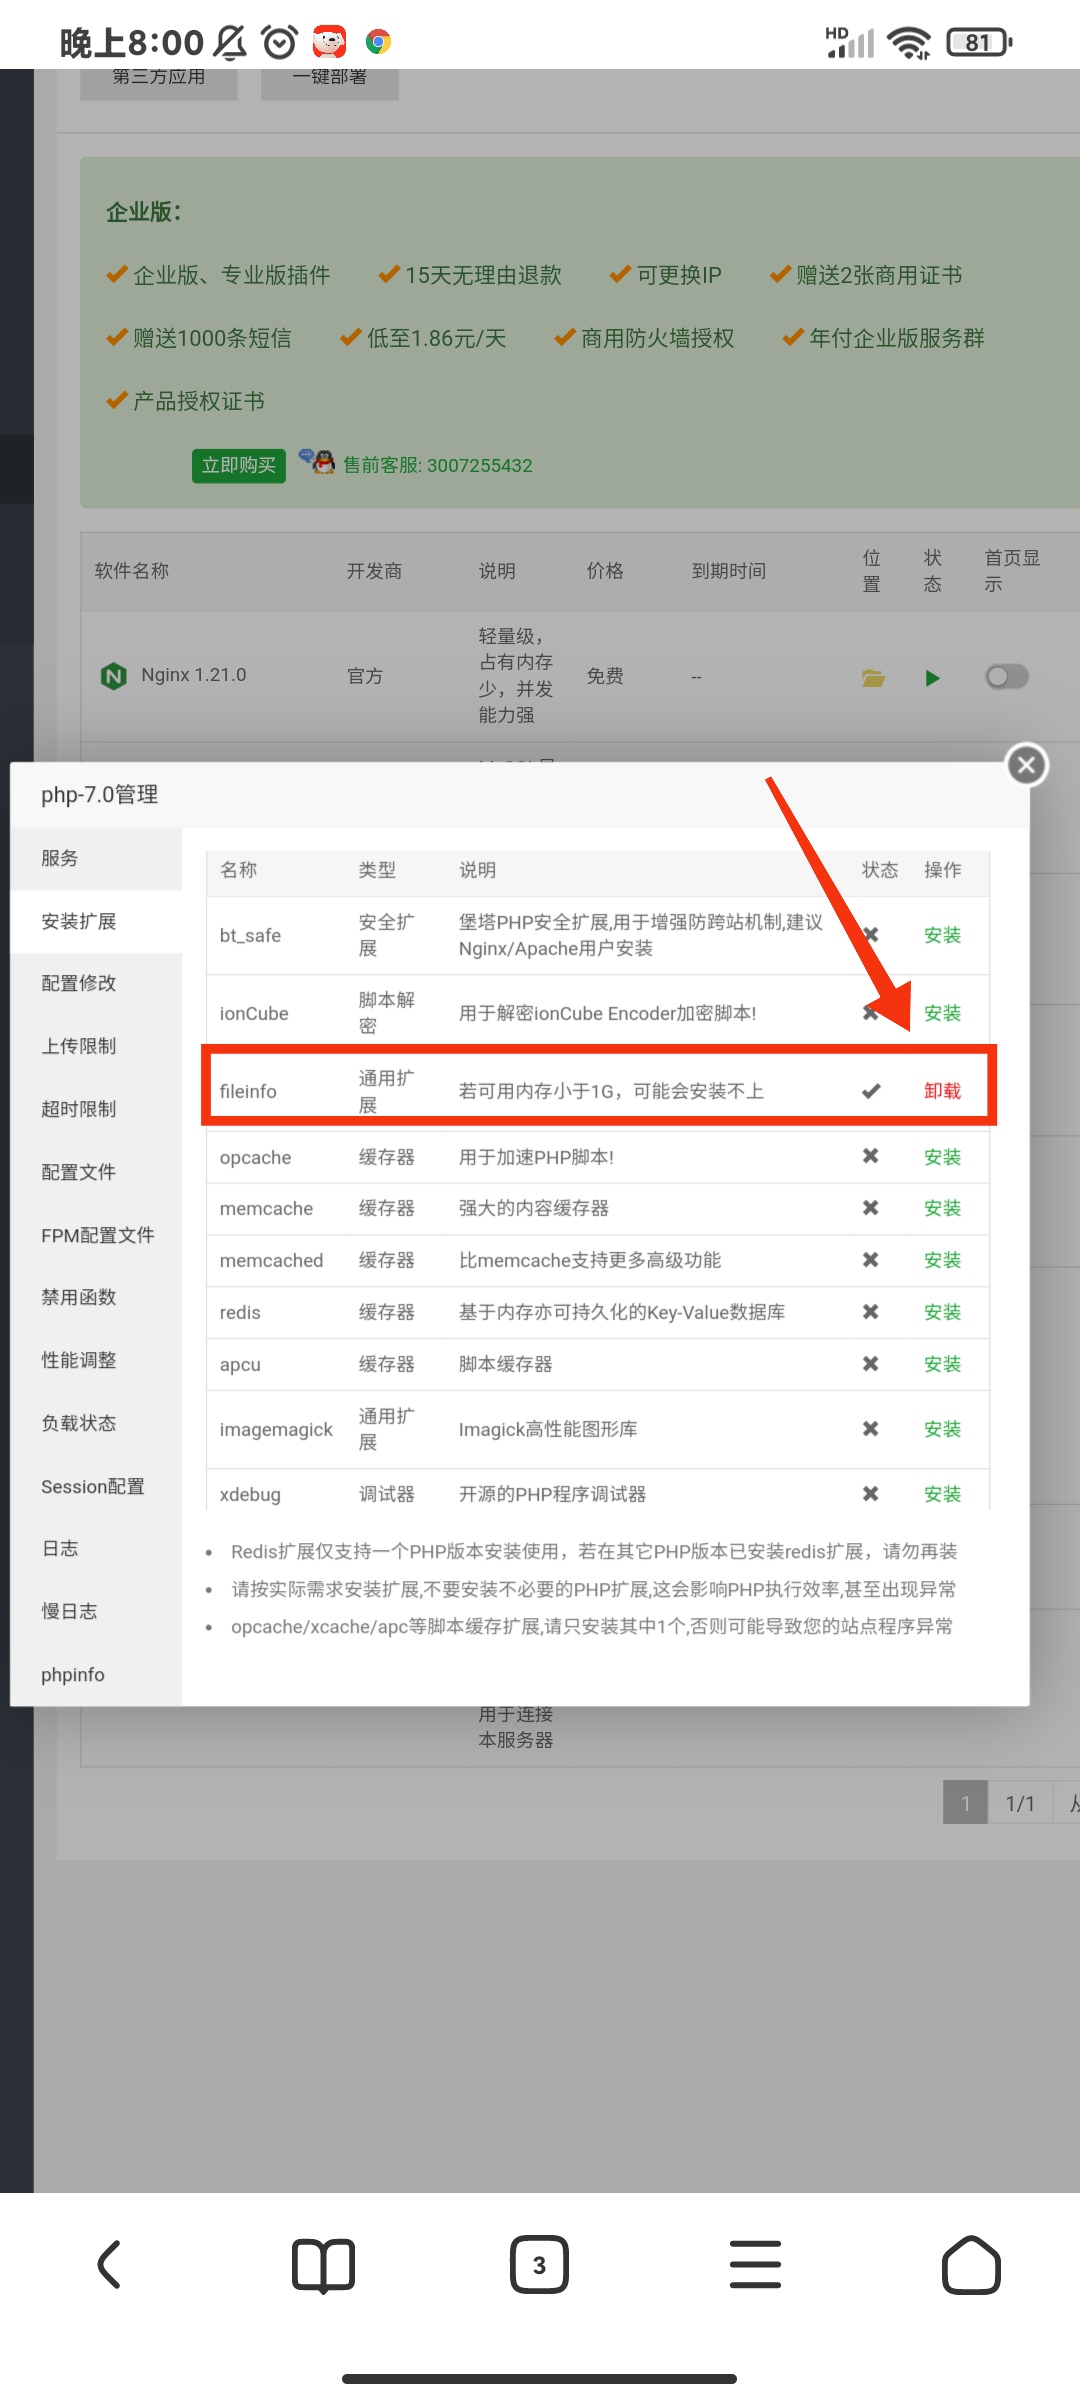 晚上8:00
HD
81
第三方应用 一键部署
企业版：
企业版、专业版插件 15天无理由退款 可更换IP 赠送2张商用证书
赠送1000条短信 低至1.86元/天 商用防火墙授权 年付企业版服务群
产品授权证书
立即购买 售前客服: 3007255432
软件名称 开发商 说明 价格 到期时间 位置 状态 首页显示
Nginx 1.21.0 官方 轻量级，占有内存少，并发能力强 免费 --
php-7.0管理
服务
安装扩展
配置修改
上传限制
超时限制
配置文件
FPM配置文件
禁用函数
性能调整
负载状态
Session配置
日志
慢日志
phpinfo
名称 类型 说明 状态 操作
bt_safe 安全扩展 堡塔PHP安全扩展,用于增强防跨站机制,建议Nginx/Apache用户安装 安装
ionCube 脚本解密 用于解密ionCube Encoder加密脚本! 安装
fileinfo 通用扩展 若可用内存小于1G，可能会安装不上 卸载
opcache 缓存器 用于加速PHP脚本! 安装
memcache 缓存器 强大的内容缓存器 安装
memcached 缓存器 比memcache支持更多高级功能 安装
redis 缓存器 基于内存亦可持久化的Key-Value数据库 安装
apcu 缓存器 脚本缓存器 安装
imagemagick 通用扩展 Imagick高性能图形库 安装
xdebug 调试器 开源的PHP程序调试器 安装
Redis扩展仅支持一个PHP版本安装使用，若在其它PHP版本已安装redis扩展，请勿再装
请按实际需求安装扩展,不要安装不必要的PHP扩展,这会影响PHP执行效率,甚至出现异常
opcache/xcache/apc等脚本缓存扩展,请只安装其中1个,否则可能导致您的站点程序异常
用于连接
本服务器
1 1/1
3